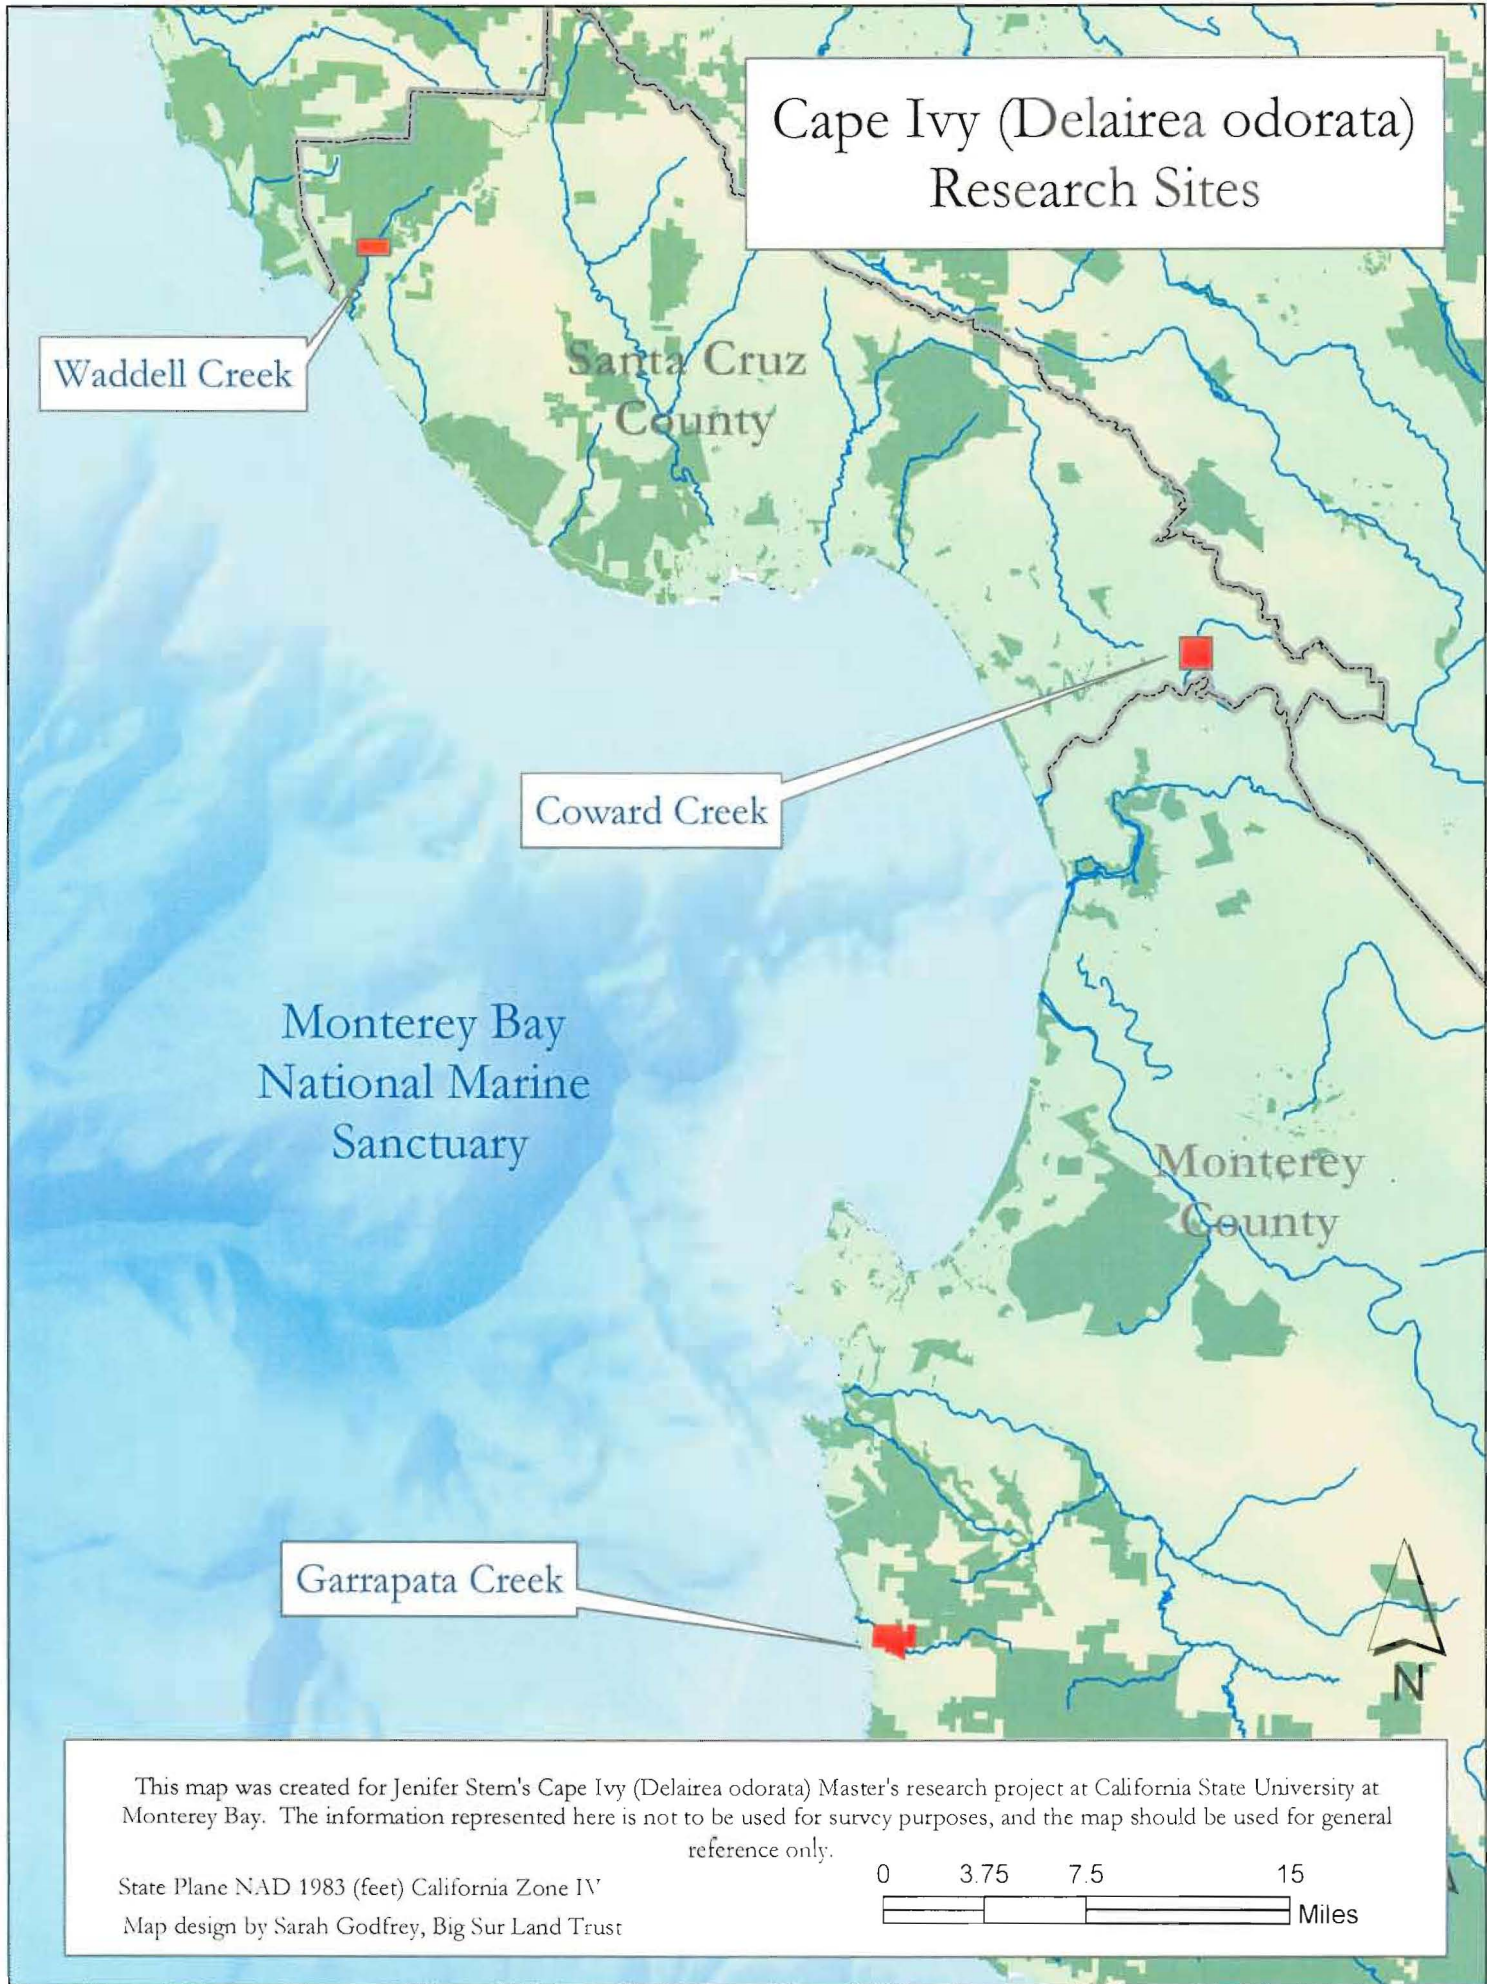 Cape Ivy (Delairea odorata)
Research Sites
Waddell Creek
Santa Cruz
County
Coward Creek
Monterey Bay
National Marine
Sanctuary
Monterey
County
Garrapata Creek
N
This map was created for Jenifer Stern's Cape Ivy (Delairea odorata) Master's research project at California State University at
Monterey Bay. The information represented here is not to be used for survey purposes, and the map should be used for general
reference only.
State Plane NAD 1983 (feet) California Zone IV
Map design by Sarah Godfrey, Big Sur Land Trust
0 3.75 7.5 15
Miles